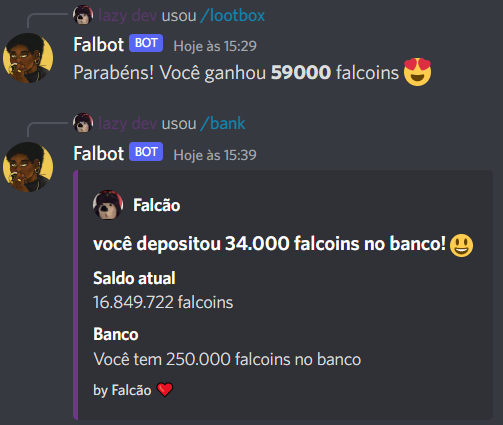 lazy dev usou /lootbox
Falbot BOT Hoje às 15:29
Parabéns! Você ganhou 59000 falcoins
lazy dev usou /bank
Falbot BOT Hoje às 15:39
Falcão
você depositou 34.000 falcoins no banco!
Saldo atual
16.849.722 falcoins
Banco
Você tem 250.000 falcoins no banco
by Falcão